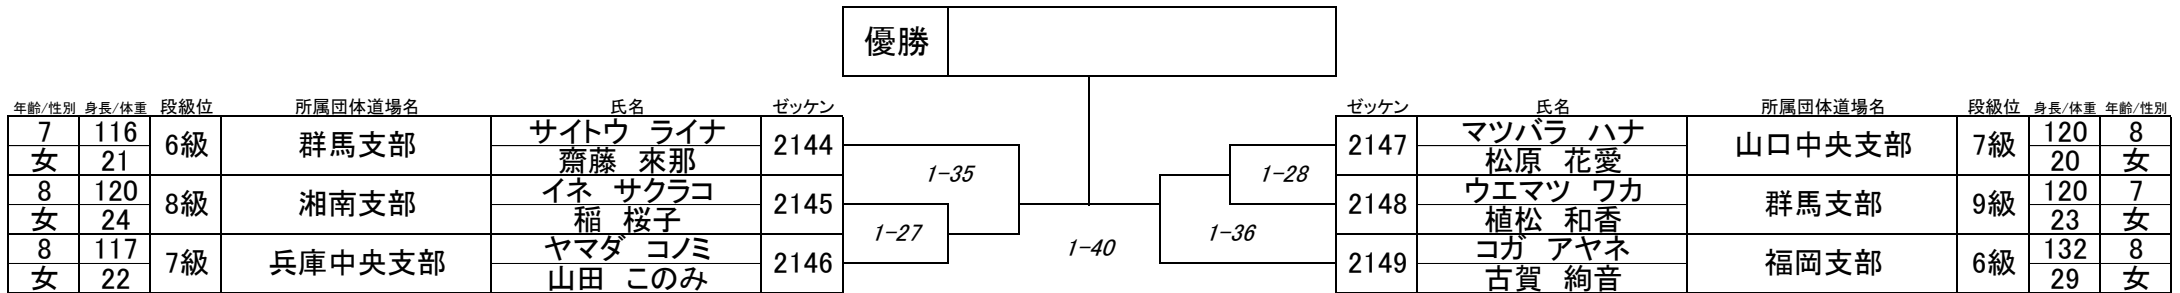 優勝
年齢/性別 身長/体重 段級位 所属団体道場名 氏名 ゼッケン ゼッケン 氏名 所属団体道場名 段級位 身長/体重 年齢/性別
7 116 6級 群馬支部 サイトウ ライナ 2144 2147 マツバラ ハナ 山口中央支部 7級 120 8
女 21 齋藤 來那 松原 花愛 20 女
1-35 1-28
8 120 8級 湘南支部 イネ サクラコ 2145 2148 ウエマツ ワカ 群馬支部 9級 120 7
女 24 稲 桜子 植松 和香 23 女
1-27 1-40 1-36
8 117 7級 兵庫中央支部 ヤマダ コノミ 2146 2149 コガ アヤネ 福岡支部 6級 132 8
女 22 山田 このみ 古賀 絢音 29 女